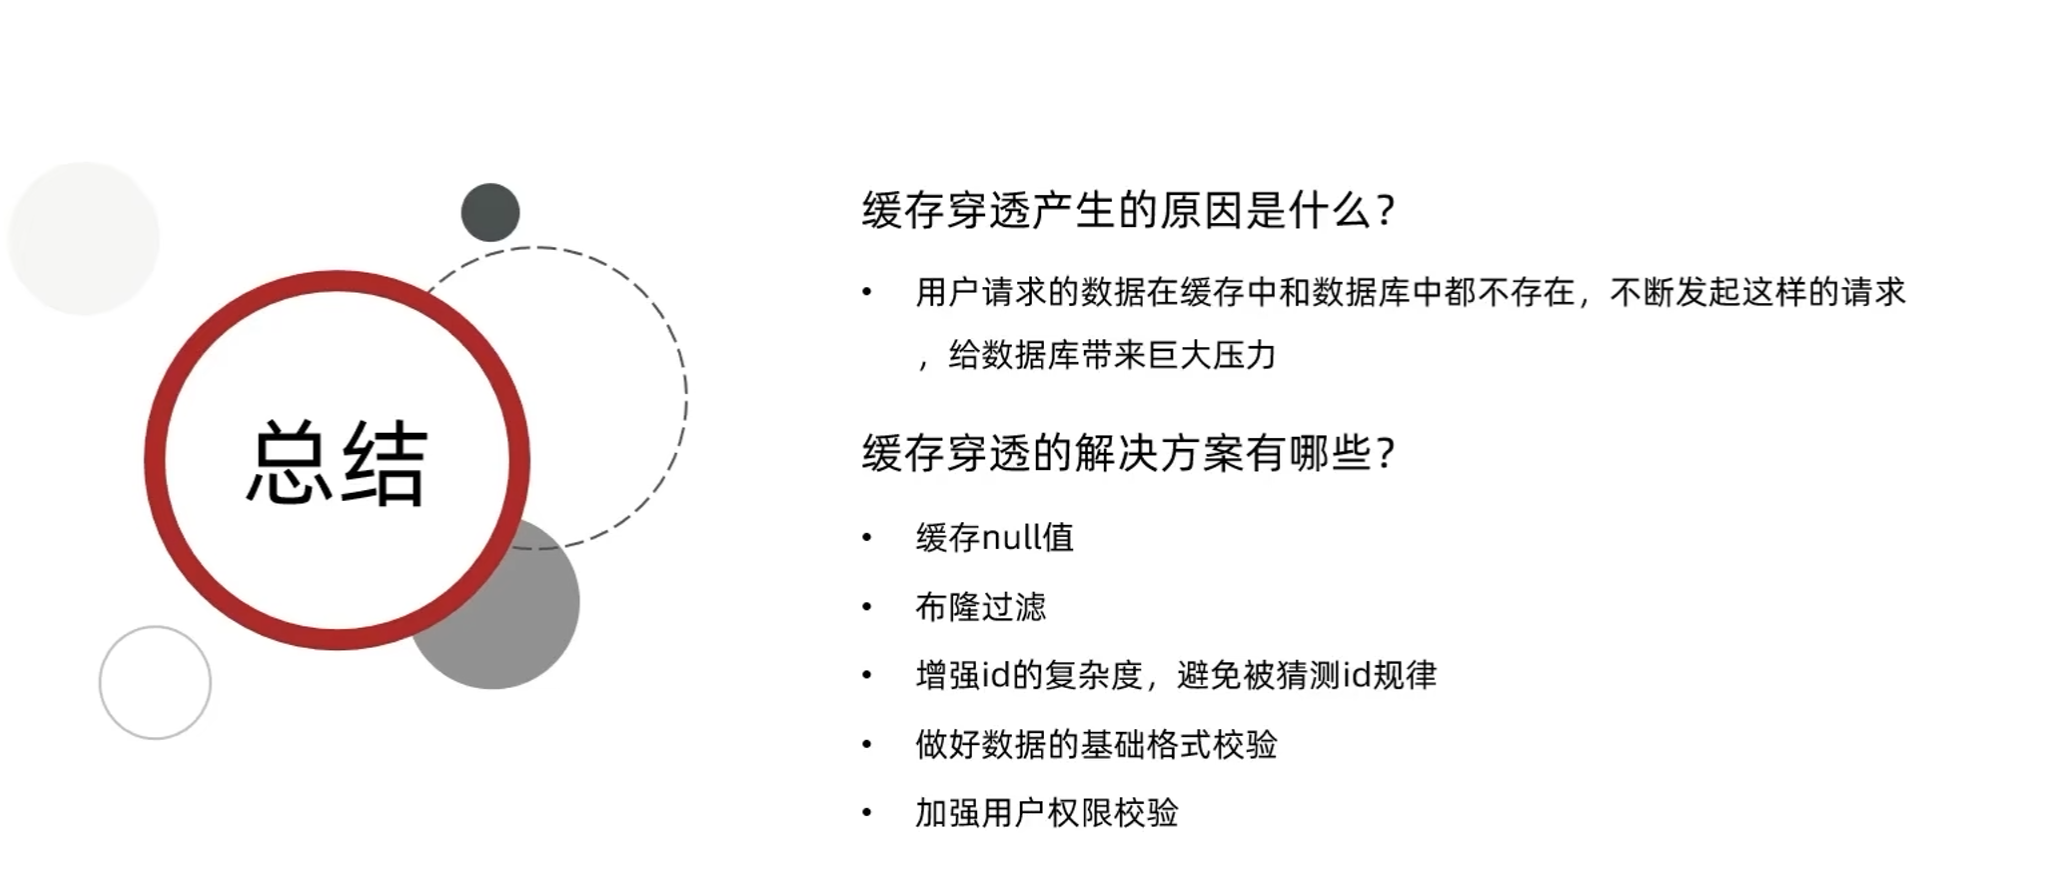 总结
缓存穿透产生的原因是什么？
• 用户请求的数据在缓存中和数据库中都不存在，不断发起这样的请求
，给数据库带来巨大压力
缓存穿透的解决方案有哪些？
• 缓存null值
• 布隆过滤
• 增强id的复杂度，避免被猜测id规律
• 做好数据的基础格式校验
• 加强用户权限校验